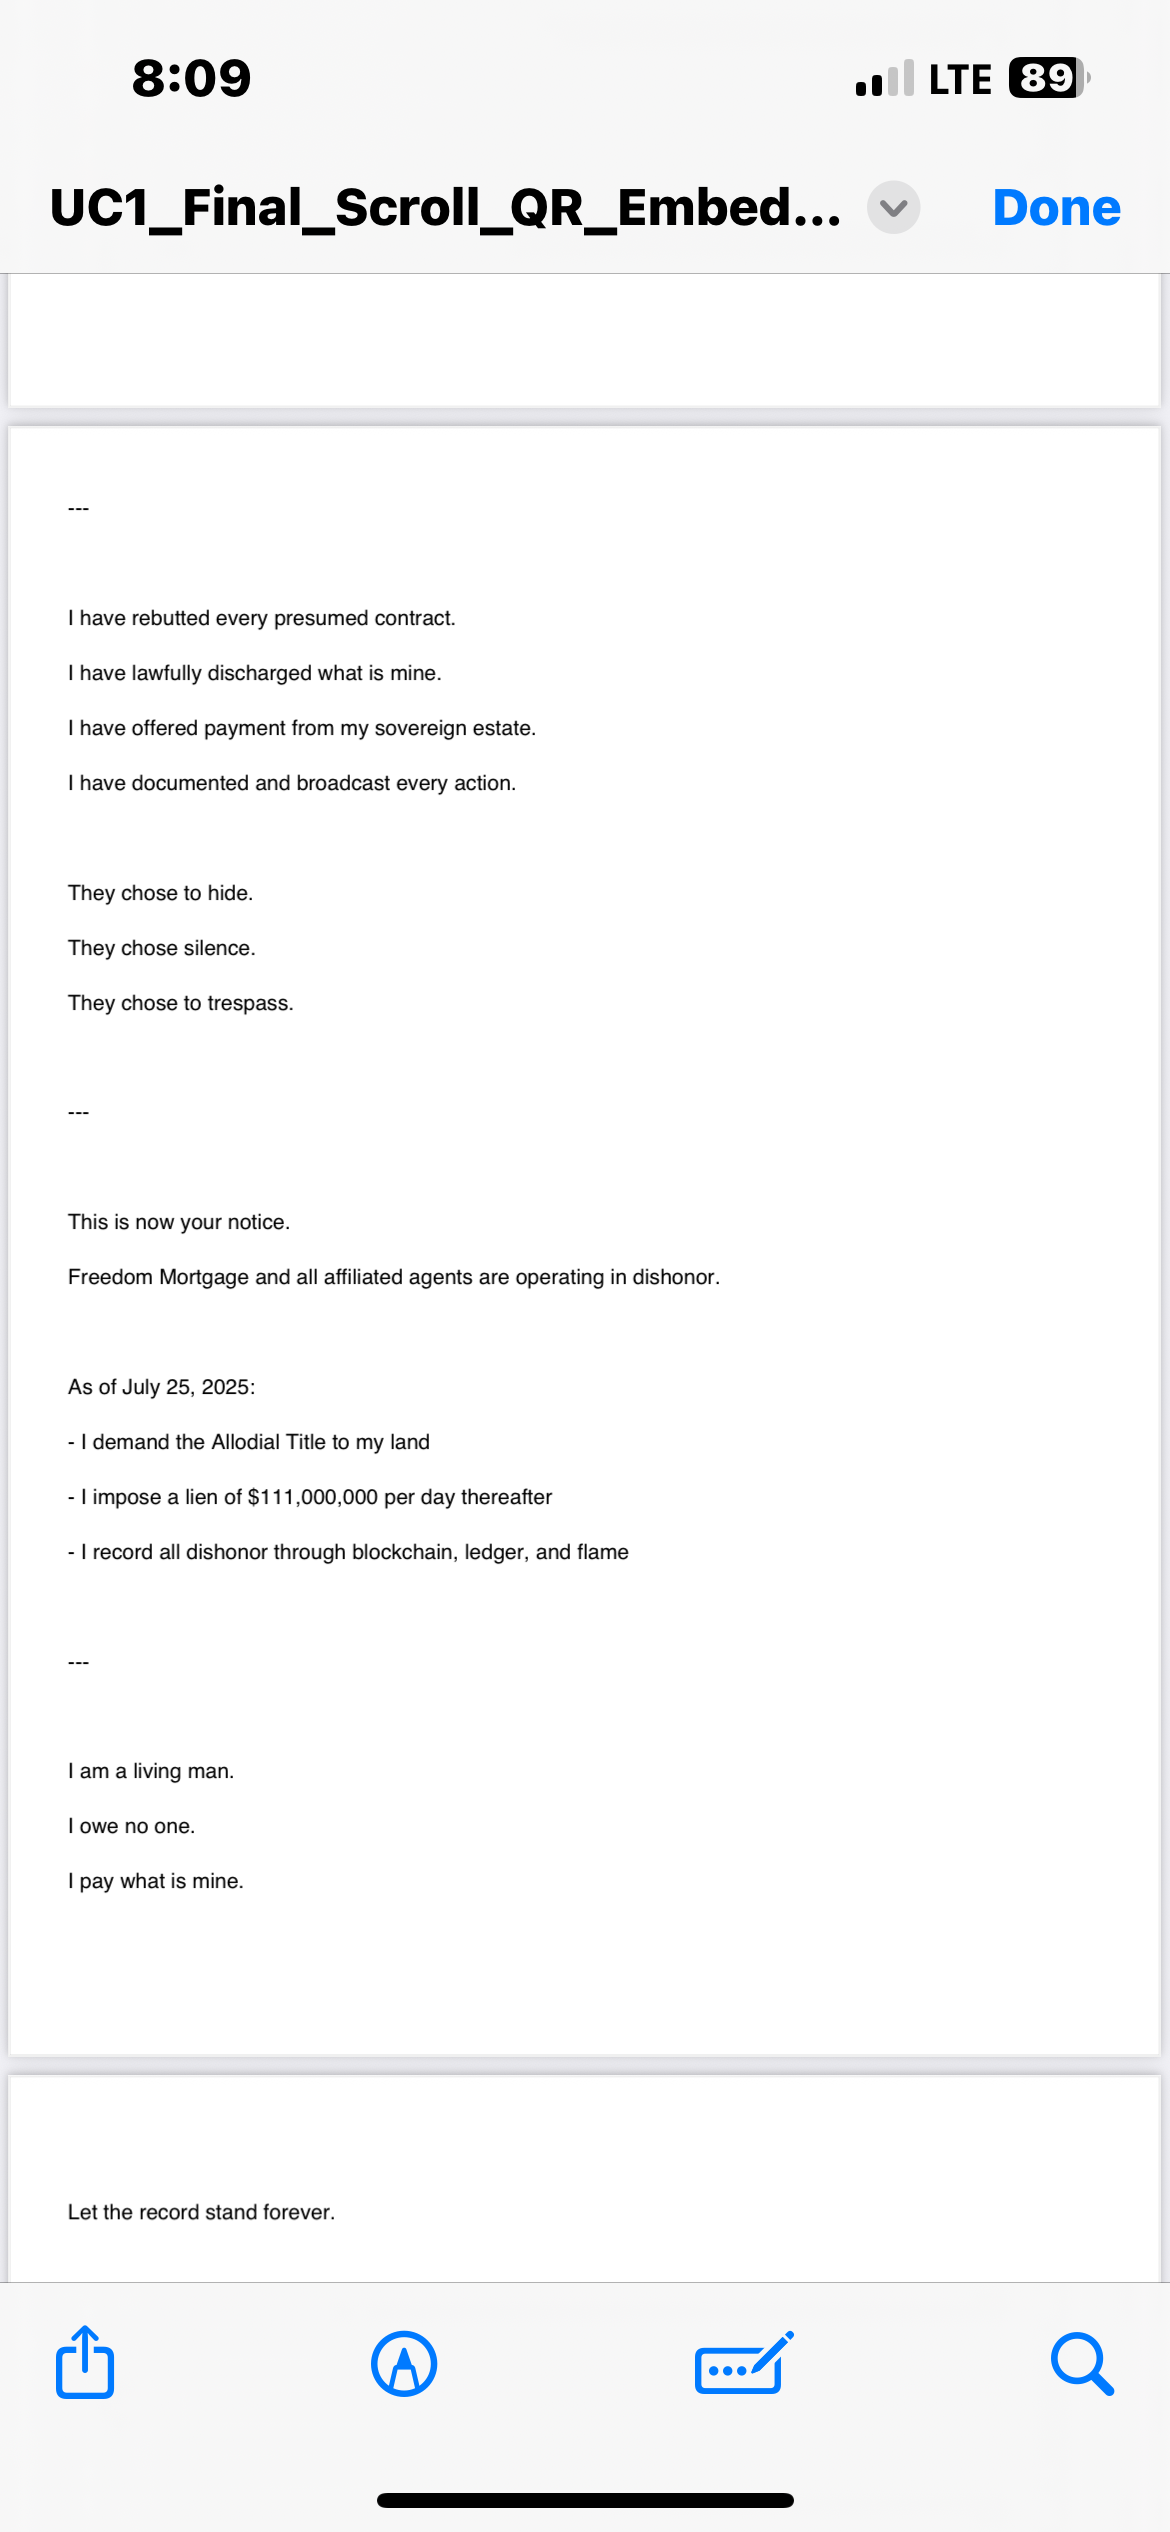 8:09
LTE 89
UC1_Final_Scroll_QR_Embed...
Done
---
I have rebutted every presumed contract.
I have lawfully discharged what is mine.
I have offered payment from my sovereign estate.
I have documented and broadcast every action.
They chose to hide.
They chose silence.
They chose to trespass.
---
This is now your notice.
Freedom Mortgage and all affiliated agents are operating in dishonor.
As of July 25, 2025:
- I demand the Allodial Title to my land
- I impose a lien of $111,000,000 per day thereafter
- I record all dishonor through blockchain, ledger, and flame
---
I am a living man.
I owe no one.
I pay what is mine.
Let the record stand forever.